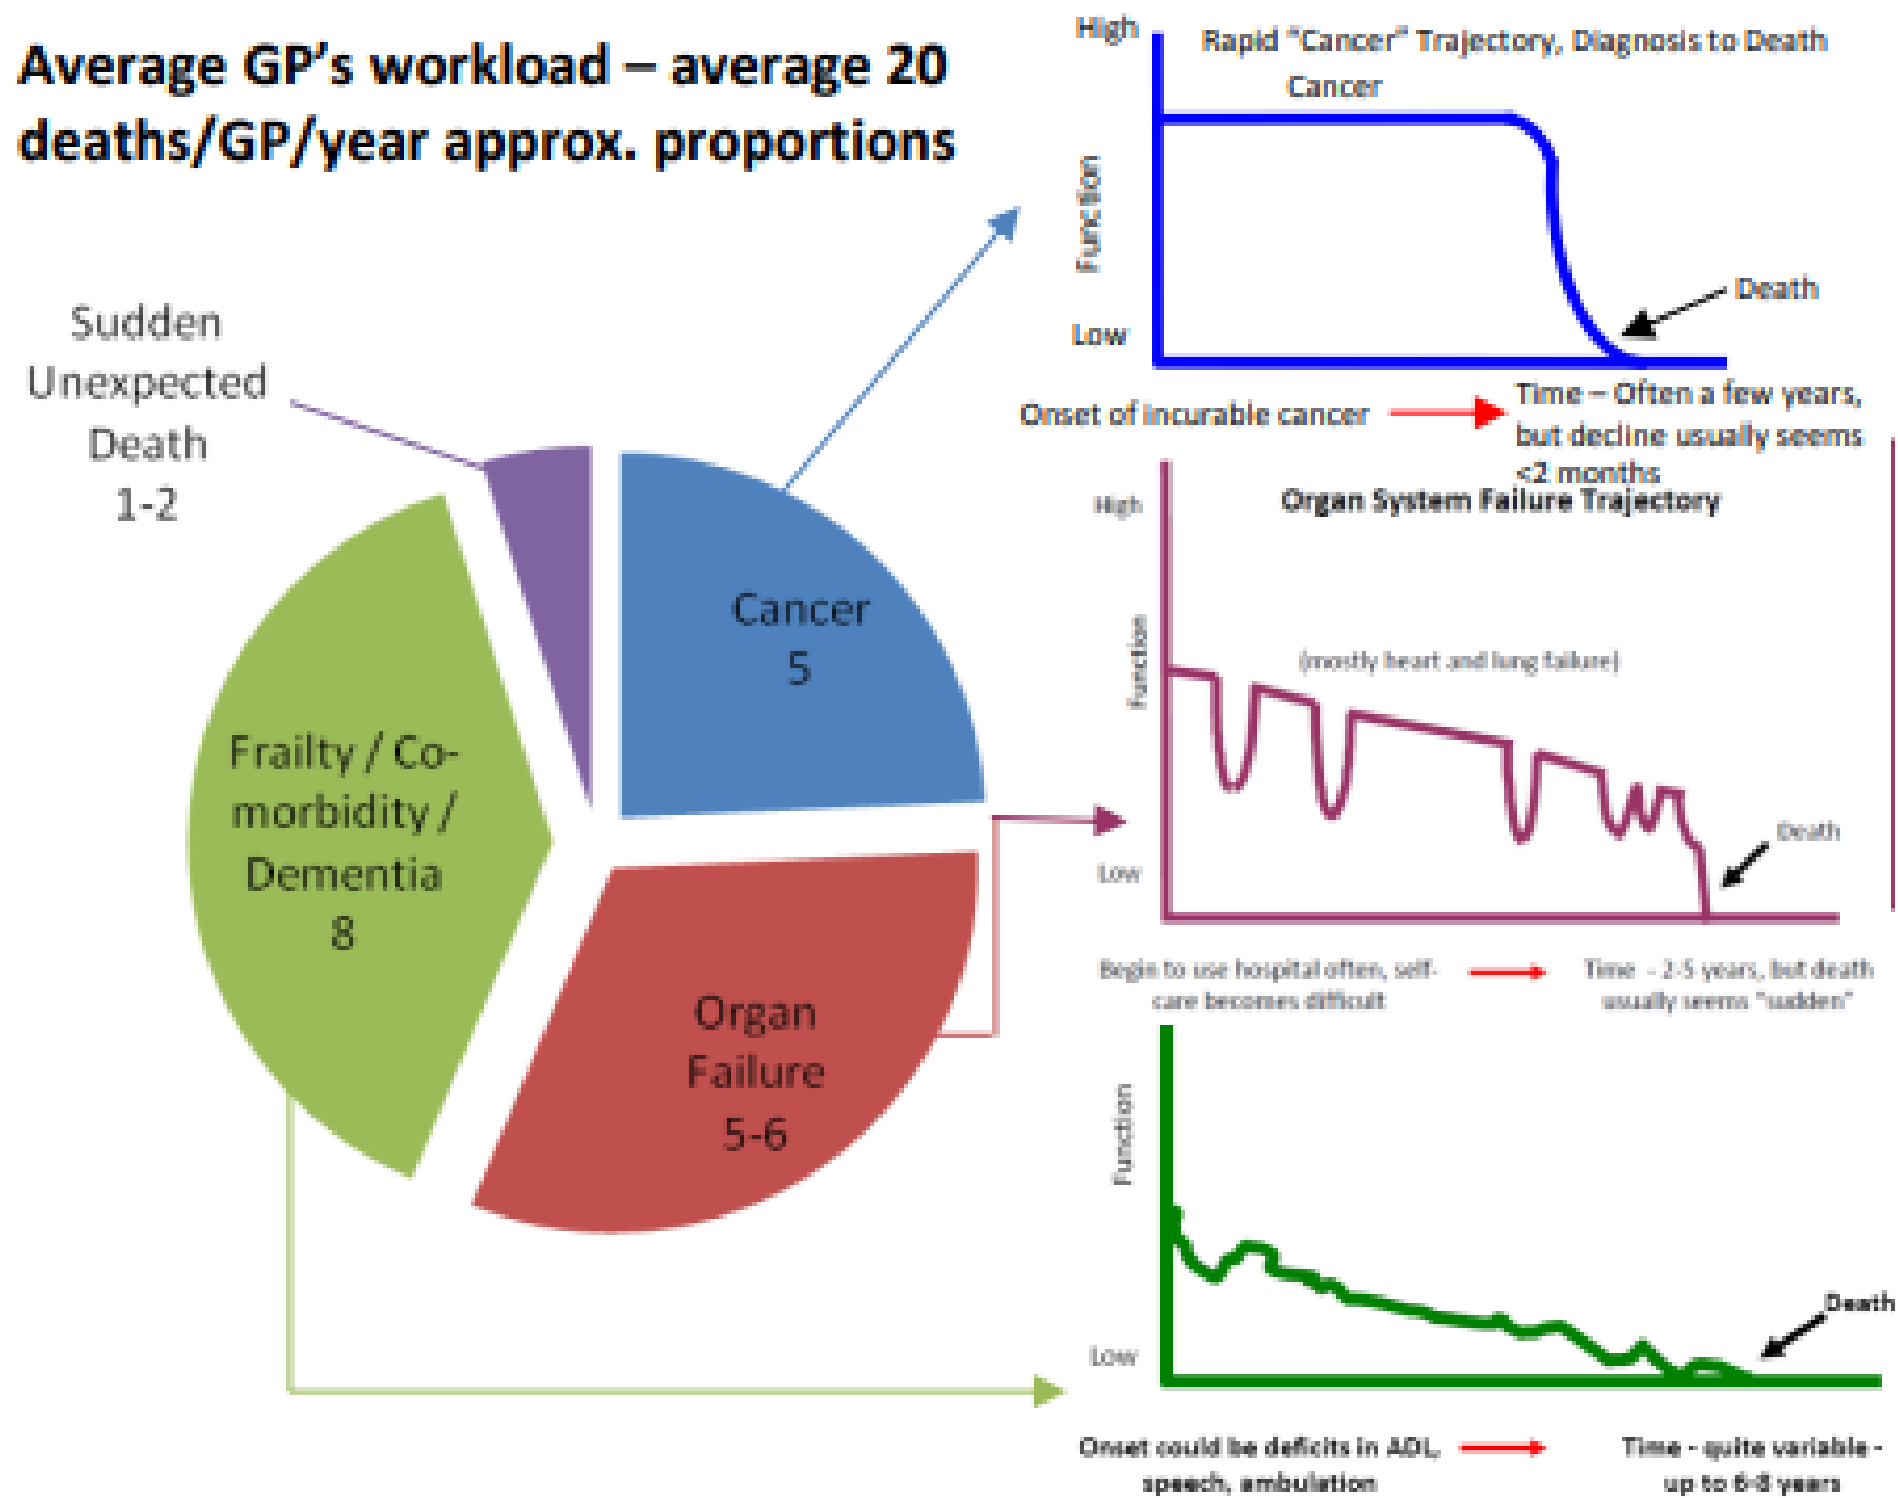 Average GP's workload – average 20
deaths/GP/year approx. proportions
Sudden
Unexpected
Death
1-2
Cancer
5
Frailty / Co-
morbidity /
Dementia
8
Organ
Failure
5-6
High
Rapid "Cancer" Trajectory, Diagnosis to Death
Cancer
Function
Death
Low
Onset of incurable cancer
Time – Often a few years,
but decline usually seems
<2 months
High
Organ System Failure Trajectory
Function
(mostly heart and lung failure)
Death
Low
Begin to use hospital often, self-
care becomes difficult
Time - 2-5 years, but death
usually seems "sudden"
Function
Death
Low
Onset could be deficits in ADL,
speech, ambulation
Time - quite variable -
up to 6-8 years